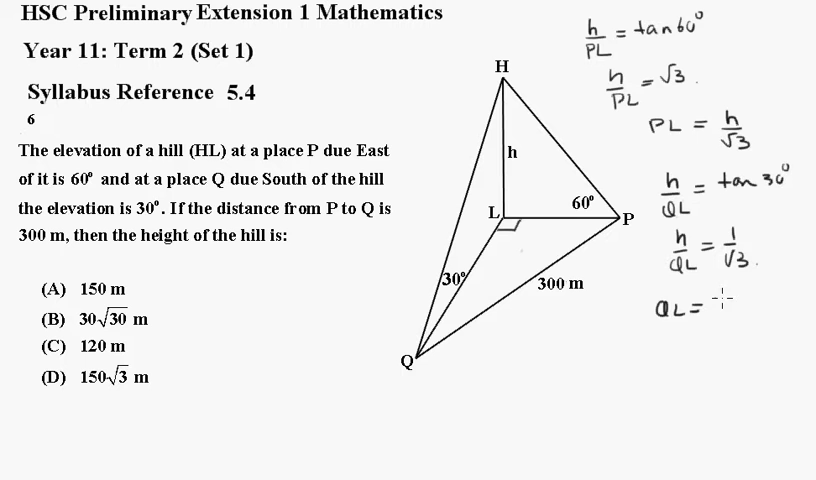 HSC Preliminary Extension 1 Mathematics
Year 11: Term 2 (Set 1)
Syllabus Reference 5.4
6
The elevation of a hill (HL) at a place P due East
of it is 60° and at a place Q due South of the hill
the elevation is 30°. If the distance from P to Q is
300 m, then the height of the hill is:
(A) 150 m
(B) 30√30 m
(C) 120 m
(D) 150√3 m
H
h
L
60°
P
30°
300 m
Q
h/PL = tan60°
h/PL = √3.
PL = h/√3
h/QL = tan 30°
h/QL = 1/√3.
QL =